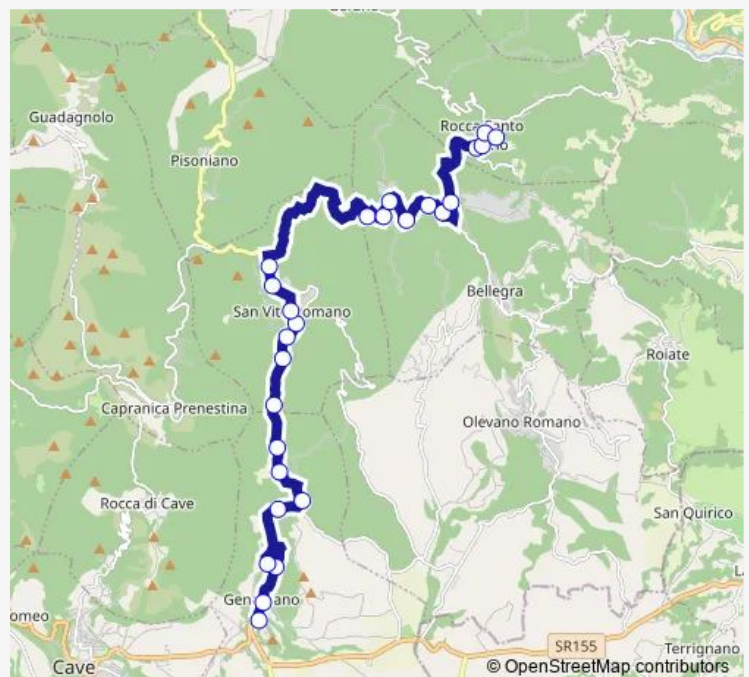 Guadagnolo
Pisoniano
Bellegra
Roiate
Capranica Prenestina
Olevano Romano
Rocca di Cave
San Quirico
SR155
Terrignano
Cave
© OpenStreetMap contributors